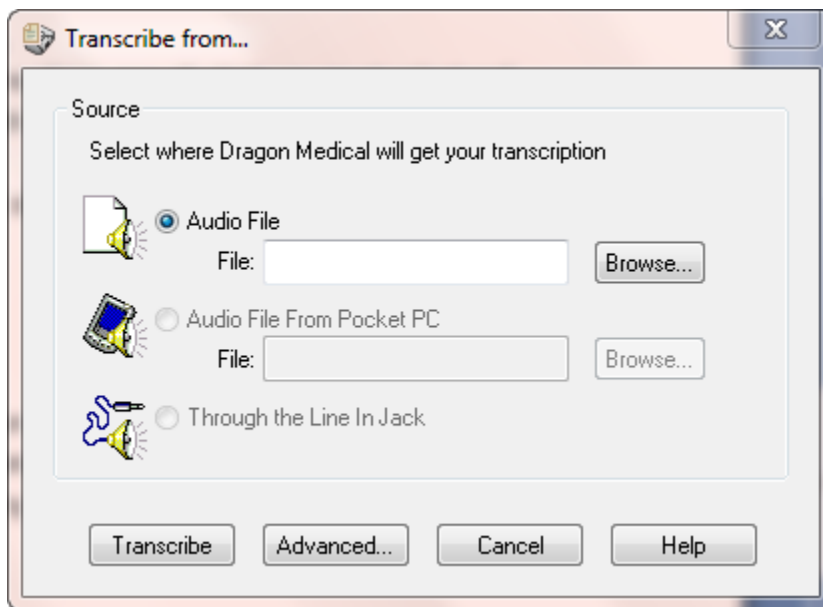 Transcribe from...
Source
Select where Dragon Medical will get your transcription
Audio File
File:
Browse...
Audio File From Pocket PC
File:
Browse...
Through the Line In Jack
Transcribe
Advanced...
Cancel
Help